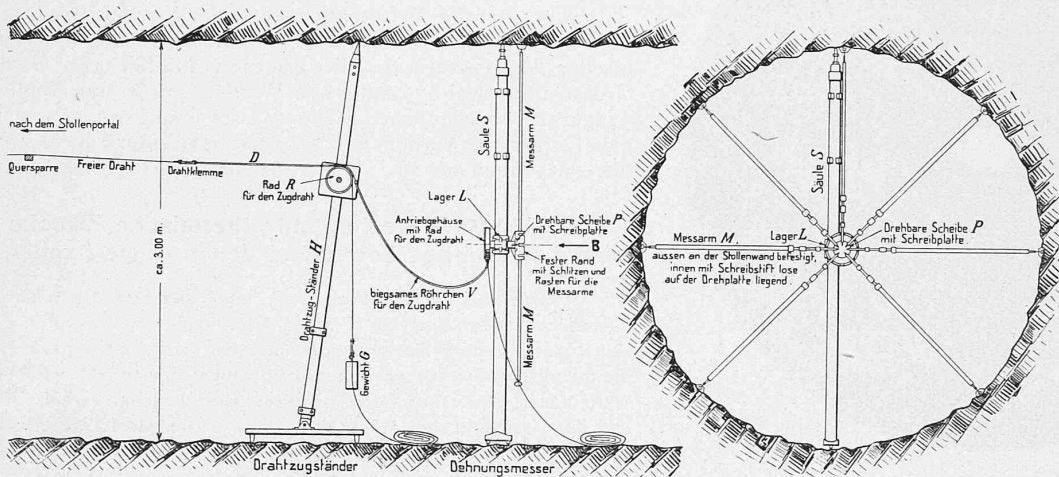 nach dem Stollenportal
Quersparre
Freier Draht
Drahtklemme
D
ca. 3.00 m
Rad R
für den Zugdraht
Drahtzug-Ständer H
Gewicht G
biegsames Röhrchen V
für den Zugdraht
Antriebgehäuse
mit Rad
für den Zugdraht
Lager L
Säule S
Messarm M
Drehbare Scheibe P
mit Schreibplatte
B
Fester Rand
mit Schlitzen und
Rasten für die
Messarme
Messarm M
Drahtzugständer
Dehnungsmesser
Säule S
Lager L
Drehbare Scheibe P
mit Schreibplatte.
Messarm M,
aussen an der Stollenwand befestigt,
innen mit Schreibstift lose
auf der Drehplatte liegend.